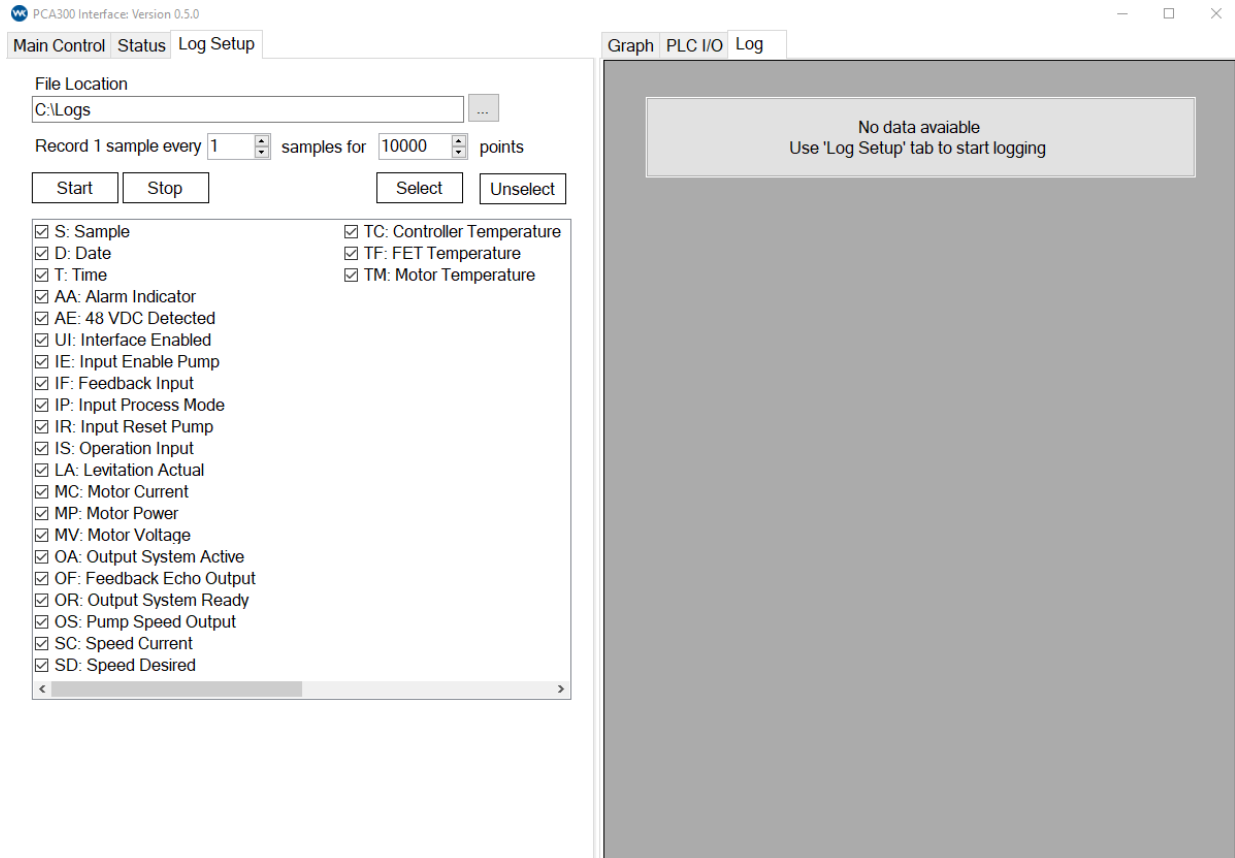 PCA300 Interface: Version 0.5.0
Main Control Status Log Setup
Graph PLC I/O Log
File Location
C:\Logs
...
Record 1 sample every 1 samples for 10000 points
Start Stop Select Unselect
S: Sample
D: Date
T: Time
AA: Alarm Indicator
AE: 48 VDC Detected
UI: Interface Enabled
IE: Input Enable Pump
IF: Feedback Input
IP: Input Process Mode
IR: Input Reset Pump
IS: Operation Input
LA: Levitation Actual
MC: Motor Current
MP: Motor Power
MV: Motor Voltage
OA: Output System Active
OF: Feedback Echo Output
OR: Output System Ready
OS: Pump Speed Output
SC: Speed Current
SD: Speed Desired
TC: Controller Temperature
TF: FET Temperature
TM: Motor Temperature
No data avaiable
Use 'Log Setup' tab to start logging